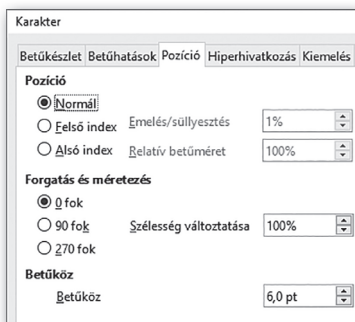 Karakter
Betűkészlet Betűhatások Pozíció Hiperhivatkozás Kiemelés
Pozíció
Normál
Felső index Emelés/süllyesztés 1%
Alsó index Relatív betűméret 100%
Forgatás és méretezés
0 fok
90 fok Szélesség változtatása 100%
270 fok
Betűköz
Betűköz 6,0 pt